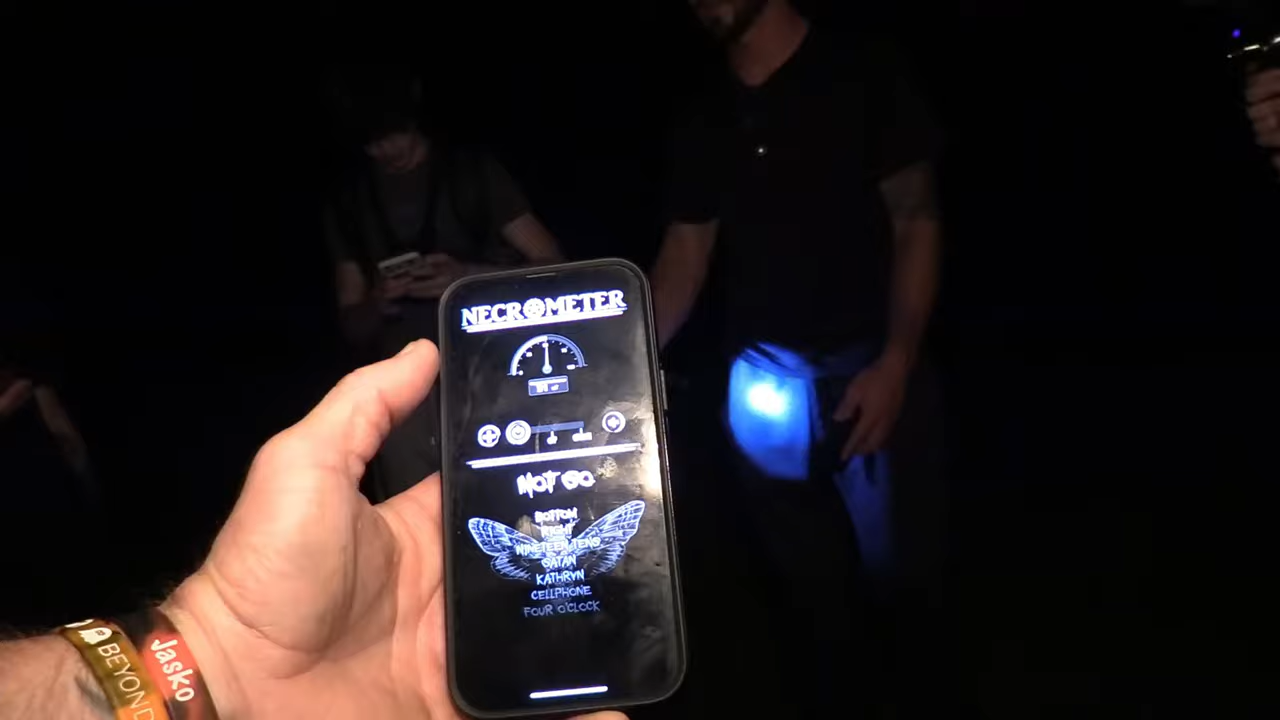 NECROMETER
NOT GO
BOTTOM
RIGHT
NINETEEN TENS
SATAN
KATHRYN
CELLPHONE
FOUR O'CLOCK
BEYOND
Jasko